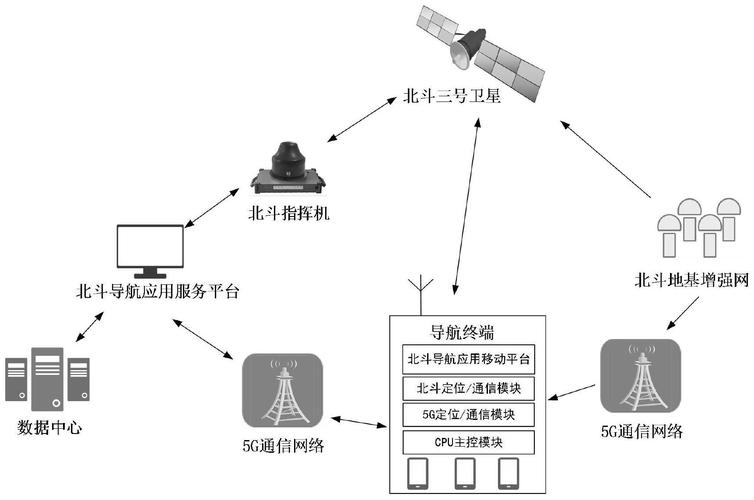 北斗三号卫星
北斗指挥机
北斗导航应用服务平台
北斗地基增强网
导航终端
北斗导航应用移动平台
北斗定位/通信模块
5G定位/通信模块
CPU主控模块
数据中心
5G通信网络
5G通信网络